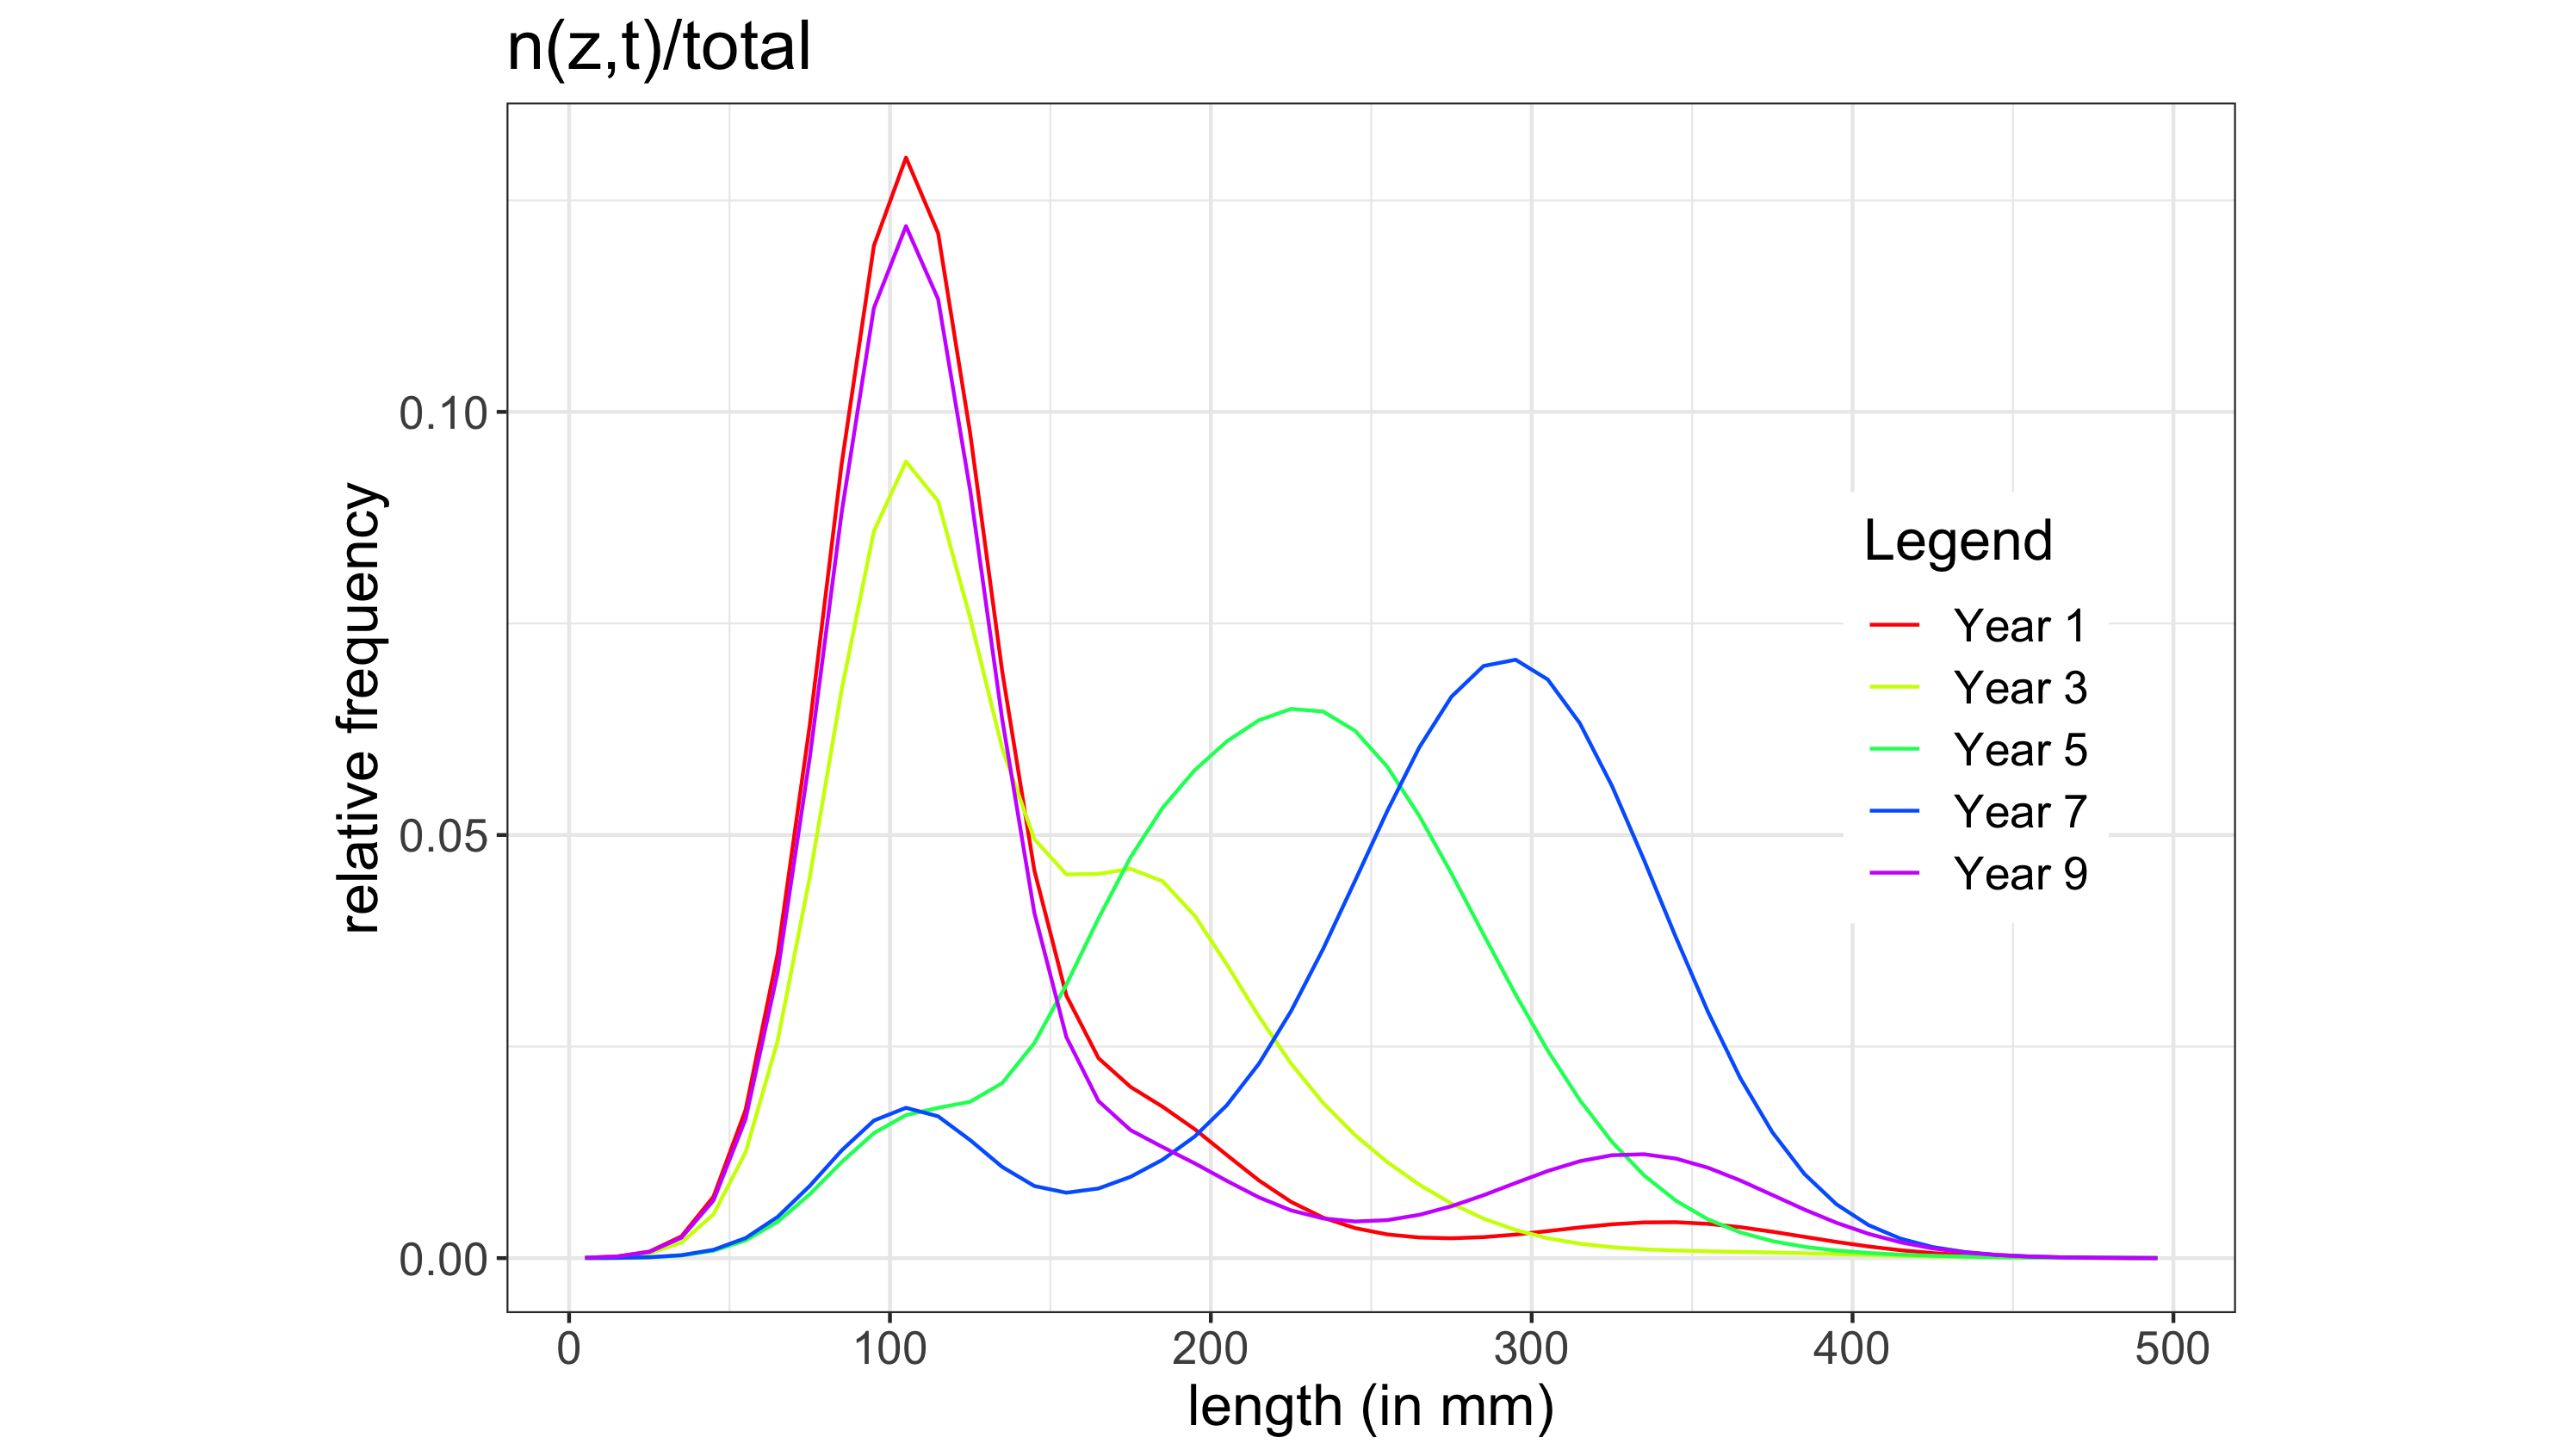 n(z,t)/total
relative frequency
0.10
0.05
0.00
Legend
Year 1
Year 3
Year 5
Year 7
Year 9
0 100 200 300 400 500
length (in mm)